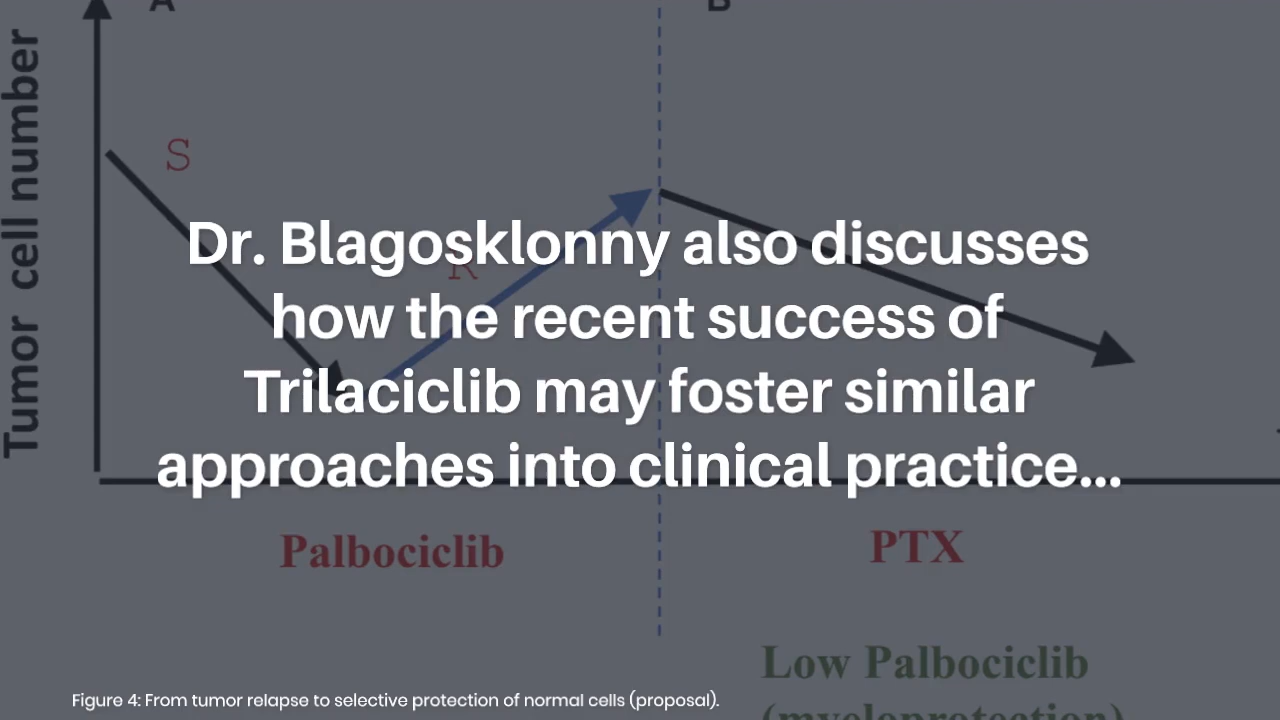 A
B
Tumor cell number
S
R
Dr. Blagosklonny also discusses
how the recent success of
Trilaciclib may foster similar
approaches into clinical practice...
Palbociclib
PTX
Low Palbociclib
(myeloprotection)
Figure 4: From tumor relapse to selective protection of normal cells (proposal).